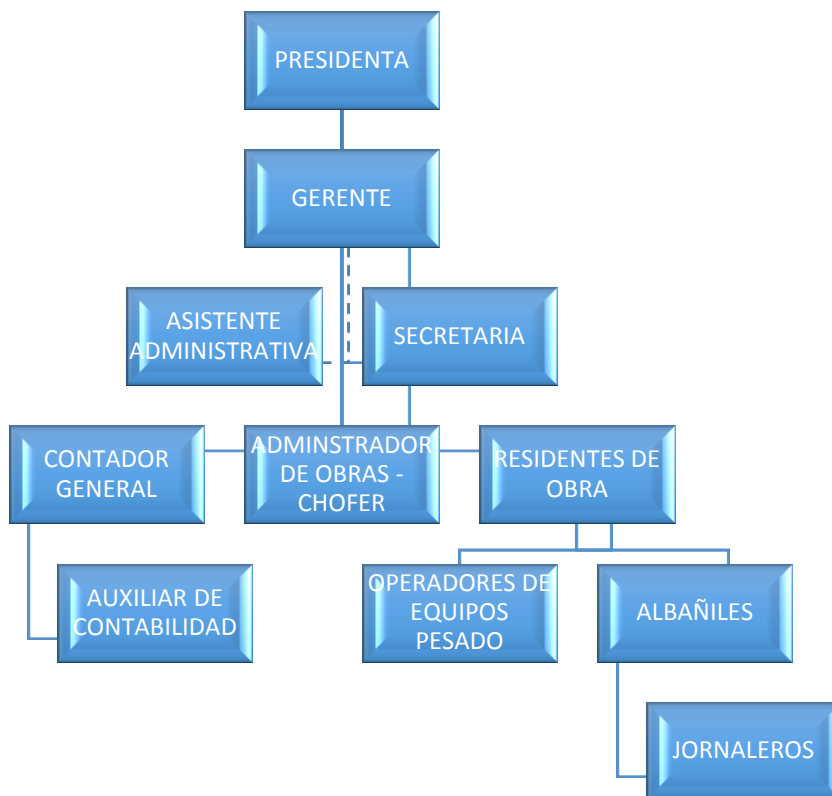 PRESIDENTA
GERENTE
ASISTENTE
ADMINISTRATIVA
SECRETARIA
CONTADOR
GENERAL
ADMINSTRADOR
DE OBRAS -
CHOFER
RESIDENTES DE
OBRA
AUXILIAR DE
CONTABILIDAD
OPERADORES DE
EQUIPOS
PESADO
ALBAÑILES
JORNALEROS